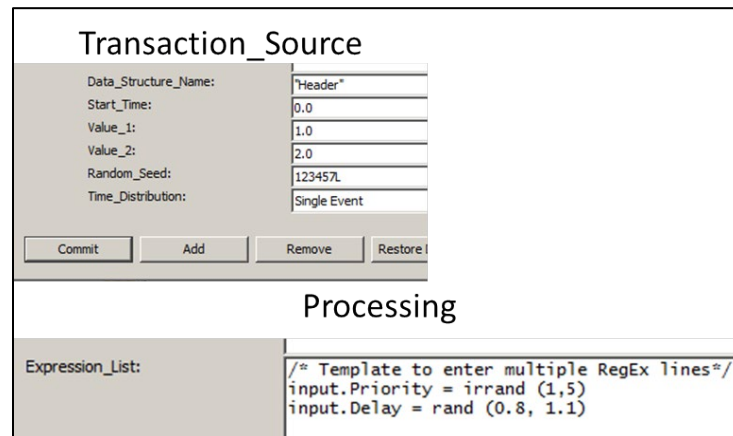 Transaction_Source
Data_Structure_Name: "Header"
Start_Time: 0.0
Value_1: 1.0
Value_2: 2.0
Random_Seed: 123457L
Time_Distribution: Single Event
Commit Add Remove Restore
Processing
Expression_List: /* Template to enter multiple RegEx lines*/
input.Priority = irrand (1,5)
input.Delay = rand (0.8, 1.1)